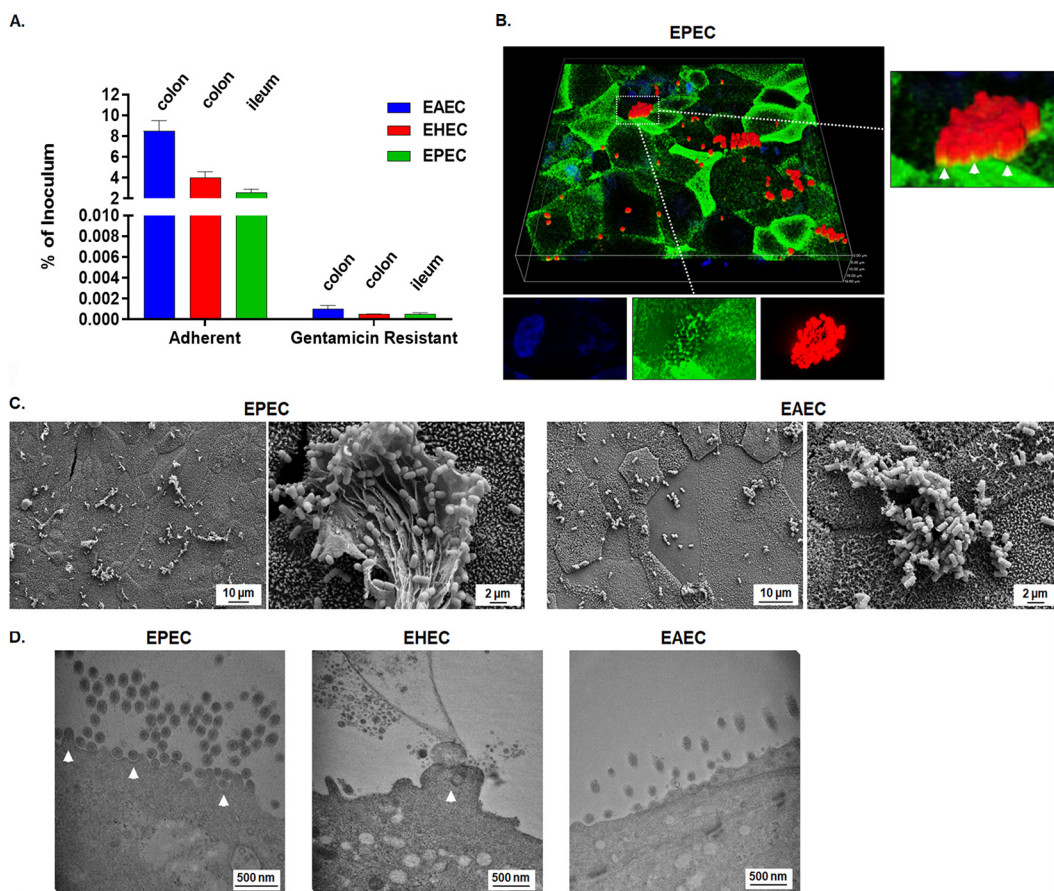 A.
colon
colon
ileum
EAEC
EHEC
EPEC
% of Inoculum
12
10
8
6
4
2
0.010
0.008
0.006
0.004
0.002
0.000
colon
colon
ileum
Adherent
Gentamicin Resistant
B.
EPEC
C.
EPEC
EAEC
10 µm
2 µm
10 µm
2 µm
D.
EPEC
EHEC
EAEC
500 nm
500 nm
500 nm